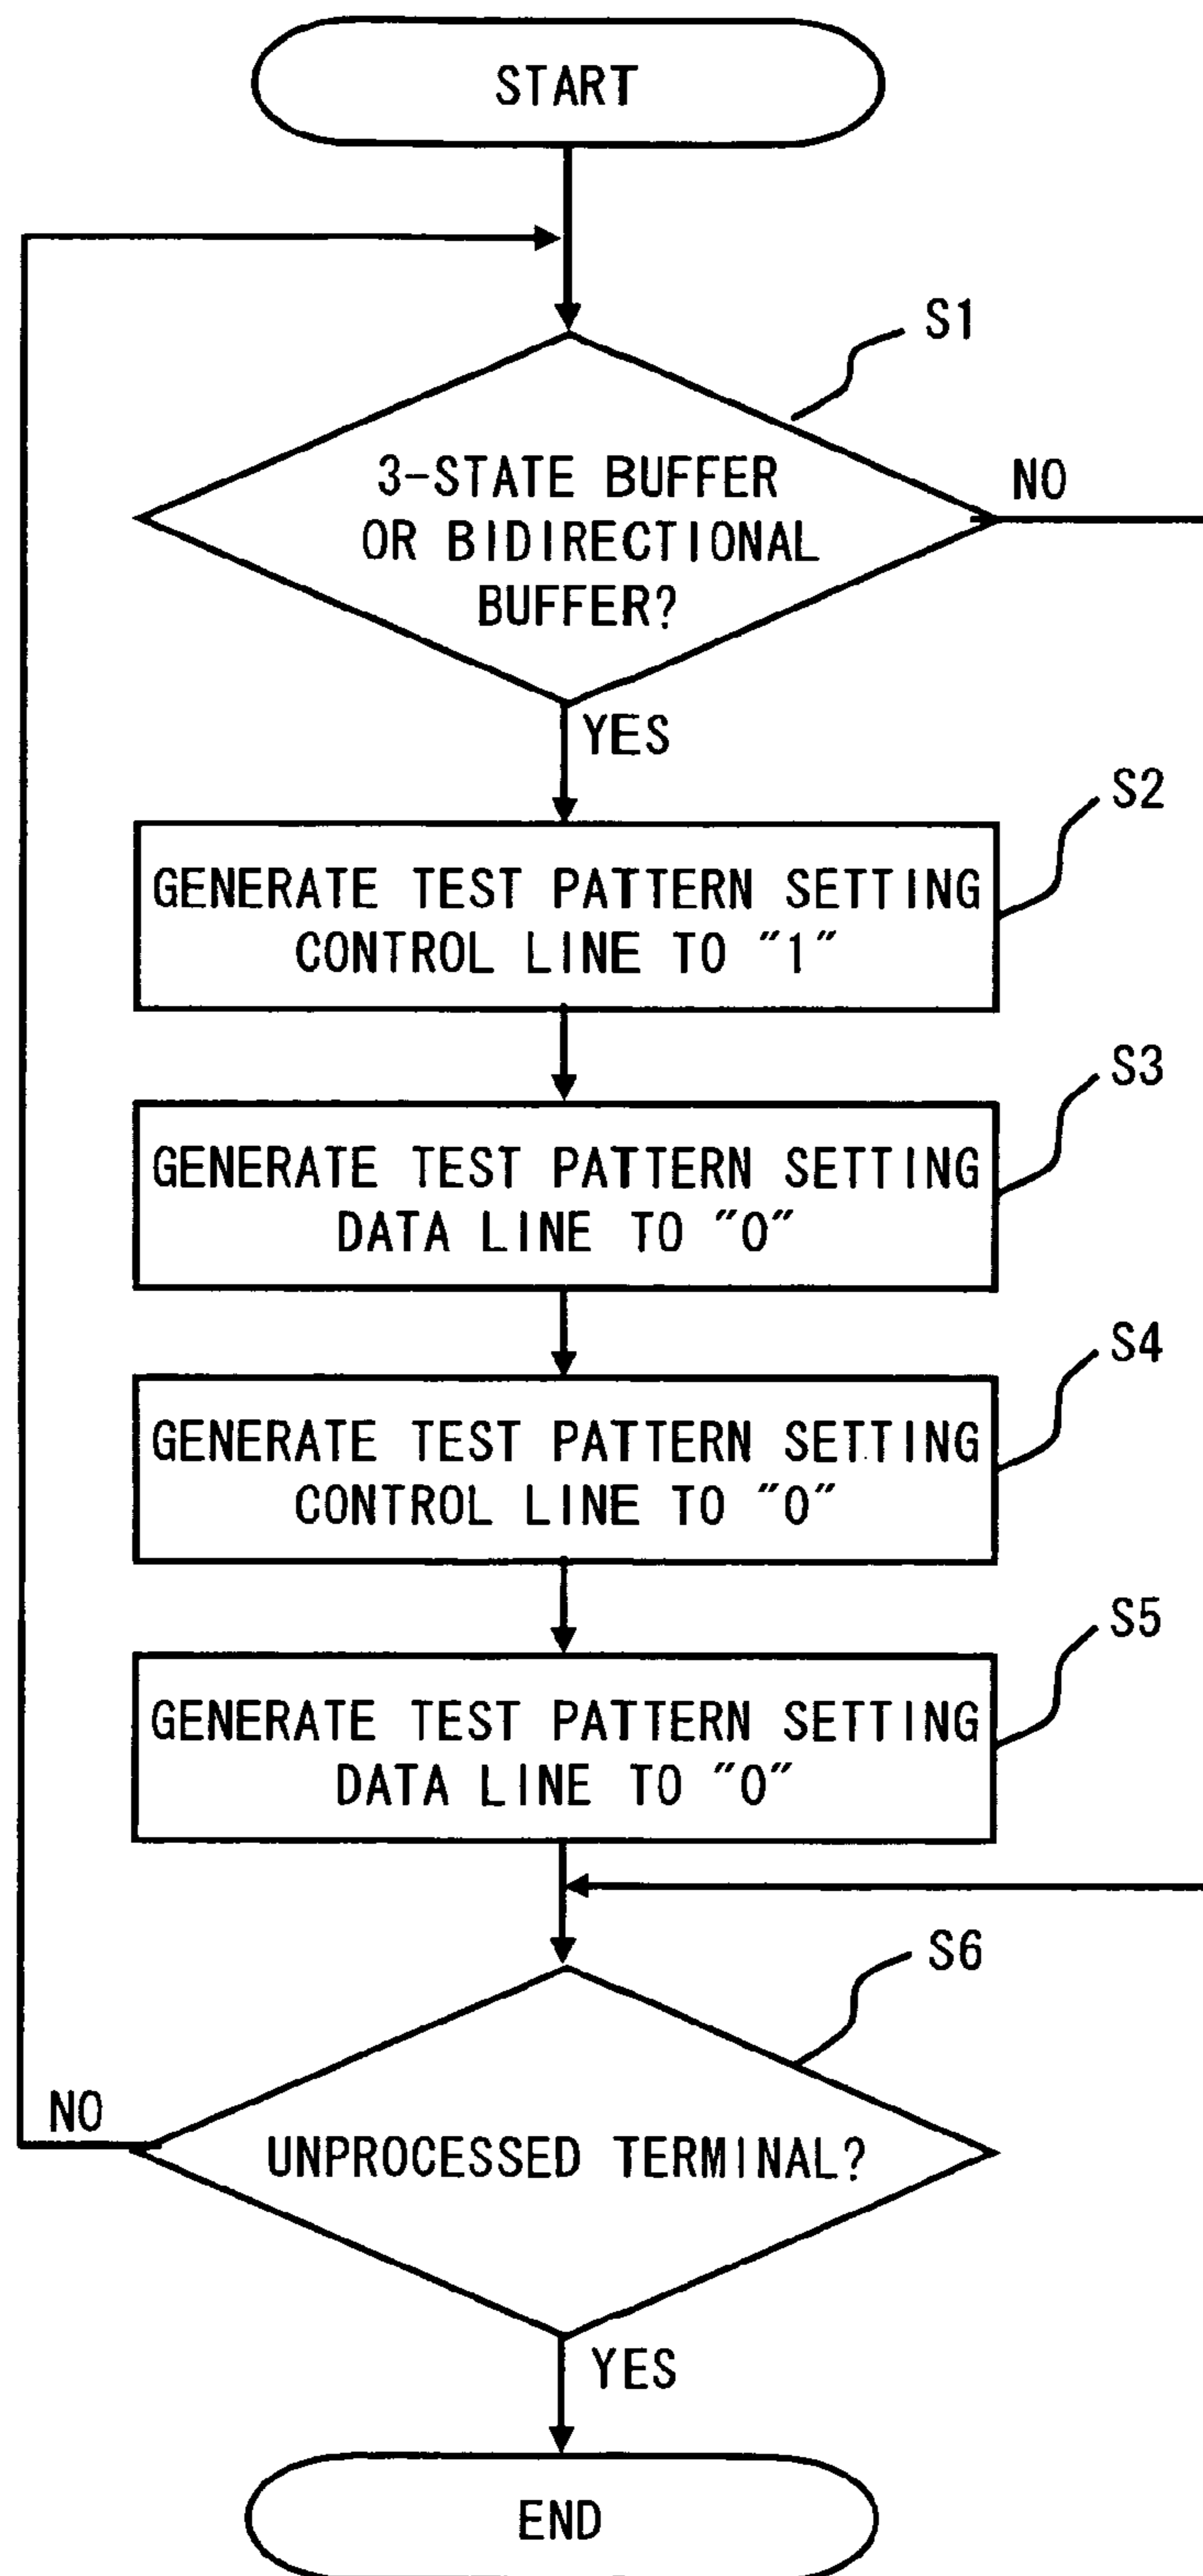 START
S1
3-STATE BUFFER
OR BIDIRECTIONAL
BUFFER?
NO
YES
S2
GENERATE TEST PATTERN SETTING
CONTROL LINE TO "1"
S3
GENERATE TEST PATTERN SETTING
DATA LINE TO "0"
S4
GENERATE TEST PATTERN SETTING
CONTROL LINE TO "0"
S5
GENERATE TEST PATTERN SETTING
DATA LINE TO "0"
S6
NO
UNPROCESSED TERMINAL?
YES
END